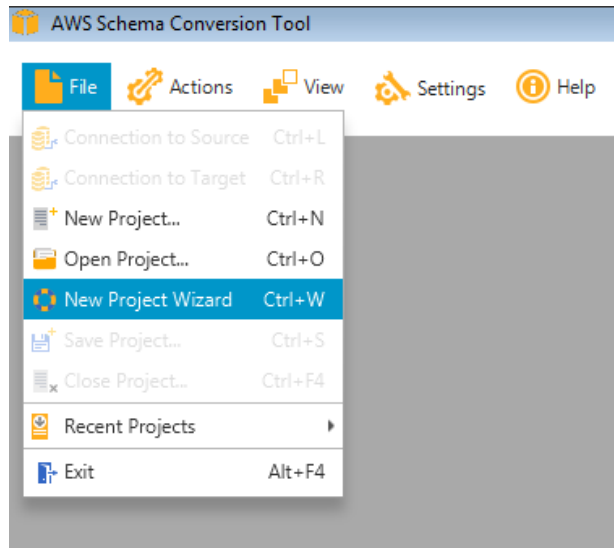 AWS Schema Conversion Tool
File Actions View Settings Help
Connection to Source Ctrl+L
Connection to Target Ctrl+R
New Project... Ctrl+N
Open Project... Ctrl+O
New Project Wizard Ctrl+W
Save Project... Ctrl+S
Close Project... Ctrl+F4
Recent Projects
Exit Alt+F4